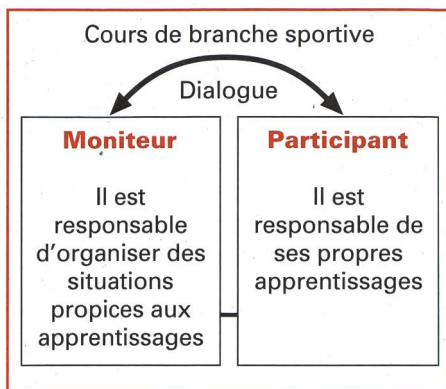 Cours de branche sportive
Dialogue
Moniteur
Il est
responsable
d'organiser des
situations
propices aux
apprentissages
Participant
Il est
responsable de
ses propres
apprentissages